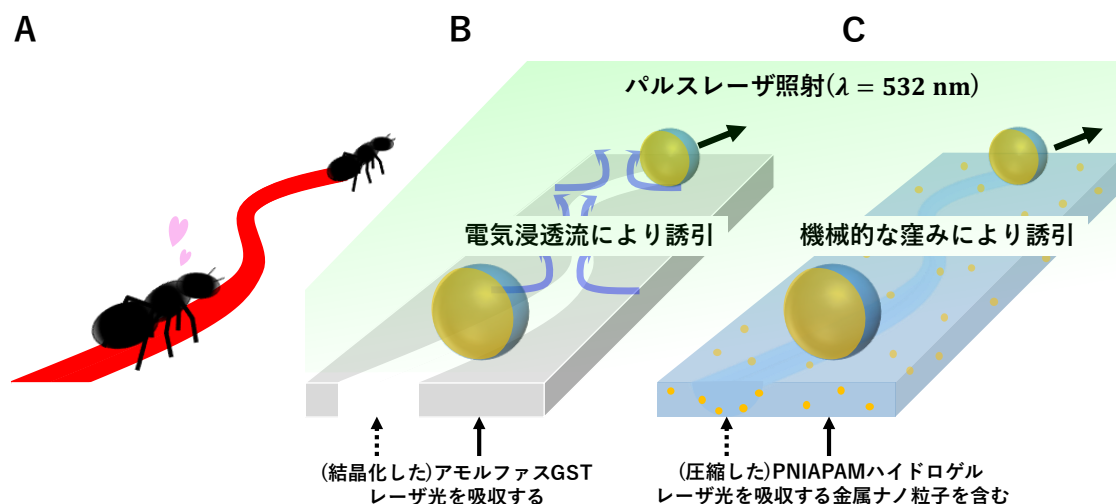 A
B
C
パルスレーザ照射(λ = 532 nm)
電気浸透流により誘引
機械的な窪みにより誘引
(結晶化した)アモルファスGST
レーザ光を吸収する
(圧縮した)PNIAPAMハイドロゲル
レーザ光を吸収する金属ナノ粒子を含む